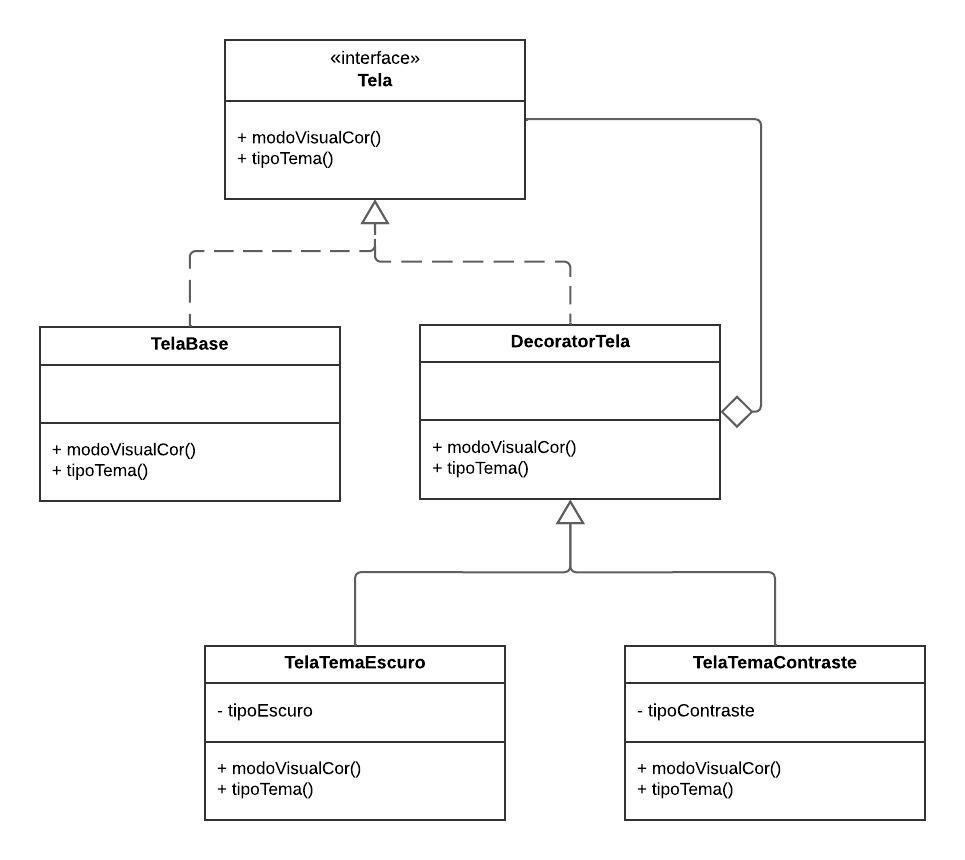 «interface»
Tela
+ modoVisualCor()
+ tipoTema()
TelaBase
+ modoVisualCor()
+ tipoTema()
DecoratorTela
+ modoVisualCor()
+ tipoTema()
TelaTemaEscuro
- tipoEscuro
+ modoVisualCor()
+ tipoTema()
TelaTemaContraste
- tipoContraste
+ modoVisualCor()
+ tipoTema()